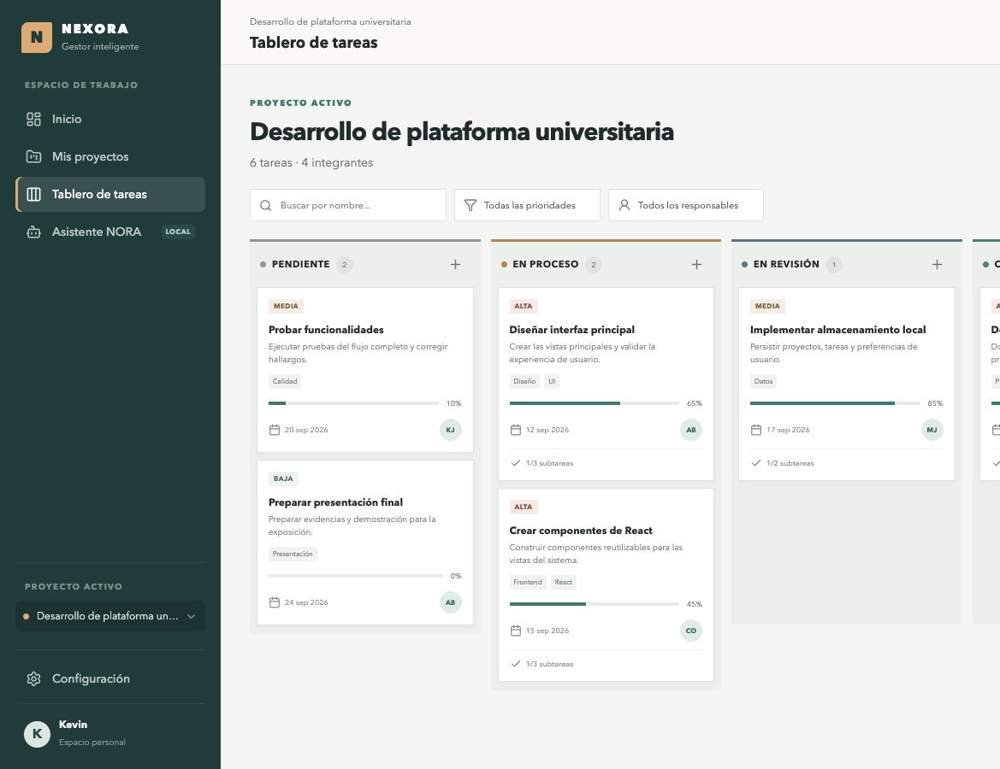 N
NEXORA
Gestor inteligente
ESPACIO DE TRABAJO
Inicio
Mis proyectos
Tablero de tareas
Asistente NORA LOCAL
PROYECTO ACTIVO
Desarrollo de plataforma un...
Configuración
K
Kevin
Espacio personal
Desarrollo de plataforma universitaria
Tablero de tareas
PROYECTO ACTIVO
Desarrollo de plataforma universitaria
6 tareas · 4 integrantes
Buscar por nombre...
Todas las prioridades
Todos los responsables
PENDIENTE 2
MEDIA
Probar funcionalidades
Ejecutar pruebas del flujo completo y corregir
hallazgos.
Calidad
10%
20 sep 2026
KJ
BAJA
Preparar presentación final
Preparar evidencias y demostración para la
exposición.
Presentación
0%
24 sep 2026
AB
EN PROCESO 2
ALTA
Diseñar interfaz principal
Crear las vistas principales y validar la
experiencia de usuario.
Diseño UI
65%
12 sep 2026
AB
1/3 subtareas
ALTA
Crear componentes de React
Construir componentes reutilizables para las
vistas del sistema.
Frontend React
45%
15 sep 2026
CO
1/3 subtareas
EN REVISIÓN 1
MEDIA
Implementar almacenamiento local
Persistir proyectos, tareas y preferencias de
usuario.
Datos
85%
17 sep 2026
MJ
1/2 subtareas